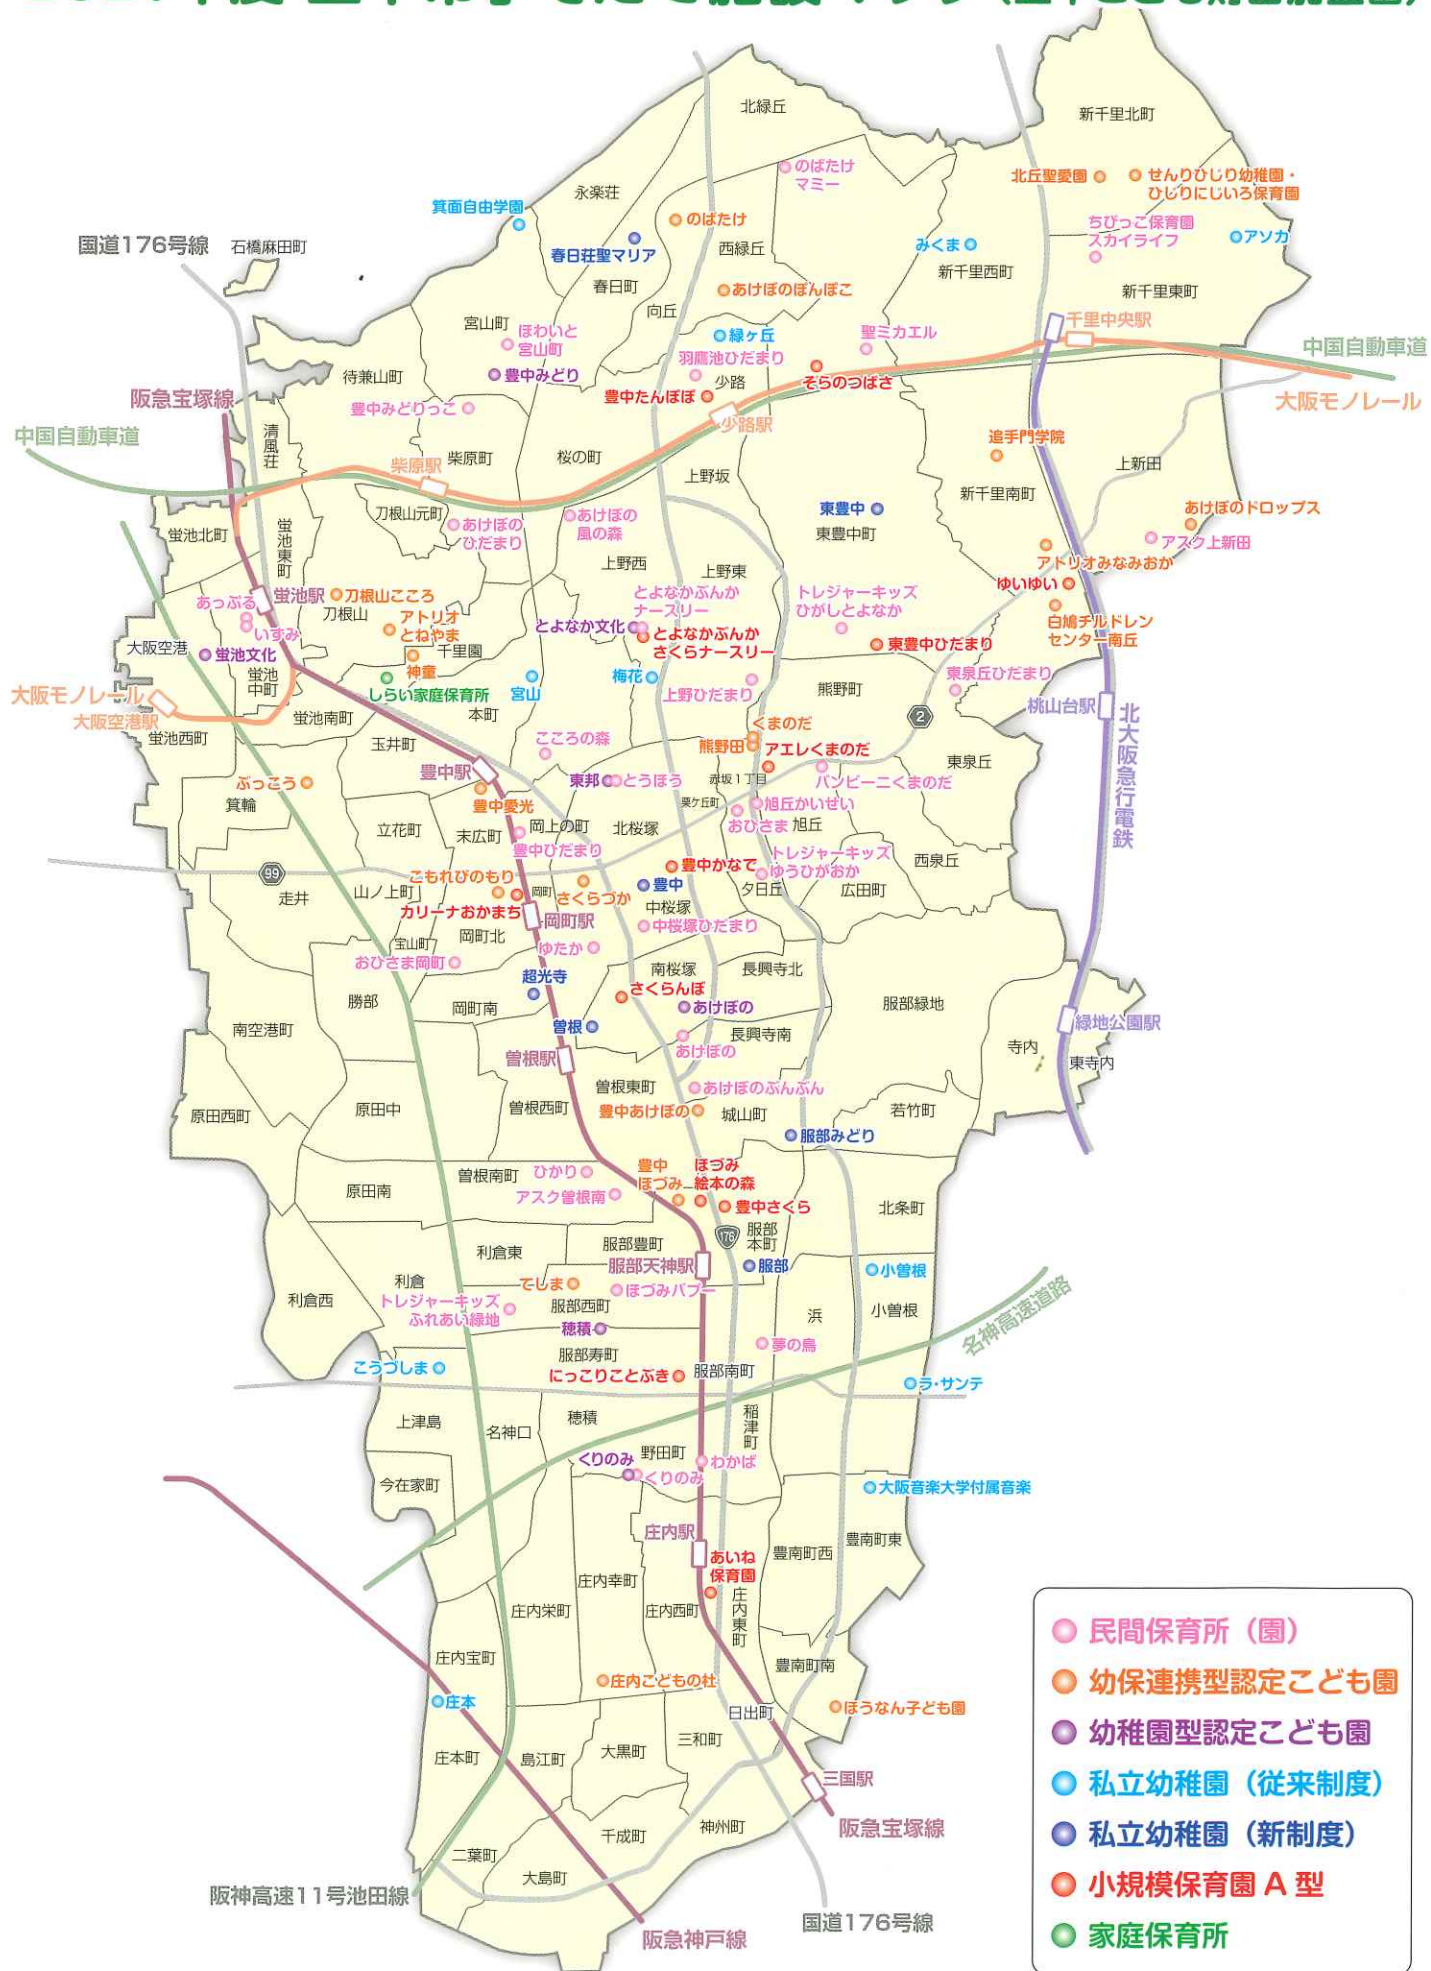 北緑丘
新千里北町
のばたけ
マミー
北丘聖愛園
せんりひじり幼稚園・
ひじりにじいろ保育園
永楽荘
箕面自由学園
のばたけ
ちびっこ保育園
スカイライフ
アソカ
国道176号線
石橋麻田町
春日荘聖マリア
西緑丘
みくま
新千里西町
春日町
あけぼのぽんぽこ
新千里東町
向丘
宮山町
ほわいと
宮山町
緑ヶ丘
聖ミカエル
千里中央駅
中国自動車道
羽鷹池ひだまり
待兼山町
豊中みどり
少路
そらのつばさ
阪急宝塚線
豊中みどりっこ
豊中たんぽぽ
大阪モノレール
少路駅
中国自動車道
清風荘
追手門学院
柴原駅
柴原町
桜の町
上野坂
上新田
新千里南町
刀根山元町
あけぼの
ひだまり
あけぼの
風の森
東豊中
東豊中町
あけぼのドロップス
アスク上新田
蛍池北町
蛍池東町
上野西
上野東
アトリオみなみおか
ゆいゆい
あっぷる
蛍池駅
刀根山こころ
刀根山
とよなかぶんか
ナースリー
トレジャーキッズ
ひがしとよなか
いずみ
アトリオ
とねやま
とよなか文化
とよなかぶんか
さくらナースリー
白鳩チルドレン
センター南丘
大阪空港
蛍池文化
千里園
東豊中ひだまり
蛍池
中町
神童
しらい家庭保育所
宮山
梅花
上野ひだまり
熊野町
東泉丘ひだまり
大阪モノレール
大阪空港駅
桃山台駅
北大阪急行電鉄
蛍池南町
本町
2
蛍池西町
玉井町
こころの森
くまのだ
熊野田
アエレくまのだ
東泉丘
豊中駅
東邦
とうほう
赤坂1丁目
バンビーニくまのだ
ぶっこう
箕輪
豊中愛光
栗ケ丘町
旭丘かいせい
おひさま
旭丘
立花町
末広町
岡上の町
北桜塚
豊中ひだまり
トレジャーキッズ
ゆうひがおか
西泉丘
99
走井
山ノ上町
こもれびのもり
岡町
さくらづか
豊中かなで
豊中
夕日丘
広田町
カリーナおかまち
岡町駅
中桜塚
中桜塚ひだまり
宝山町
岡町北
ゆたか
おひさま岡町
超光寺
南桜塚
長興寺北
勝部
岡町南
さくらんぼ
あけぼの
服部緑地
南空港町
曽根
長興寺南
緑地公園駅
曽根駅
あけぼの
寺内
東寺内
曽根東町
あけぼのぶんぶん
原田西町
原田中
曽根西町
豊中あけぼの
城山町
若竹町
服部みどり
曽根南町
ひかり
豊中
ほづみ
ほづみ
絵本の森
原田南
アスク曽根南
豊中さくら
北条町
176
服部
本町
利倉東
服部豊町
服部天神駅
服部
小曽根
利倉
てしま
ほづみバブー
利倉西
トレジャーキッズ
ふれあい緑地
服部西町
浜
小曽根
穂積
夢の鳥
名神高速道路
服部寿町
こうづしま
にっこりことぶき
服部南町
ラ・サンテ
上津島
名神口
穂積
稲津町
くりのみ
野田町
わかば
今在家町
くりのみ
大阪音楽大学付属音楽
庄内駅
豊南町西
豊南町東
庄内幸町
あいね
保育園
庄内栄町
庄内西町
庄内東町
庄内宝町
豊南町南
庄内こどもの杜
庄本
日出町
ほうなん子ども園
庄本町
島江町
大黒町
三和町
三国駅
千成町
神州町
阪急宝塚線
二葉町
大島町
阪神高速11号池田線
国道176号線
阪急神戸線
民間保育所（園）
幼保連携型認定こども園
幼稚園型認定こども園
私立幼稚園（従来制度）
私立幼稚園（新制度）
小規模保育園 A 型
家庭保育所